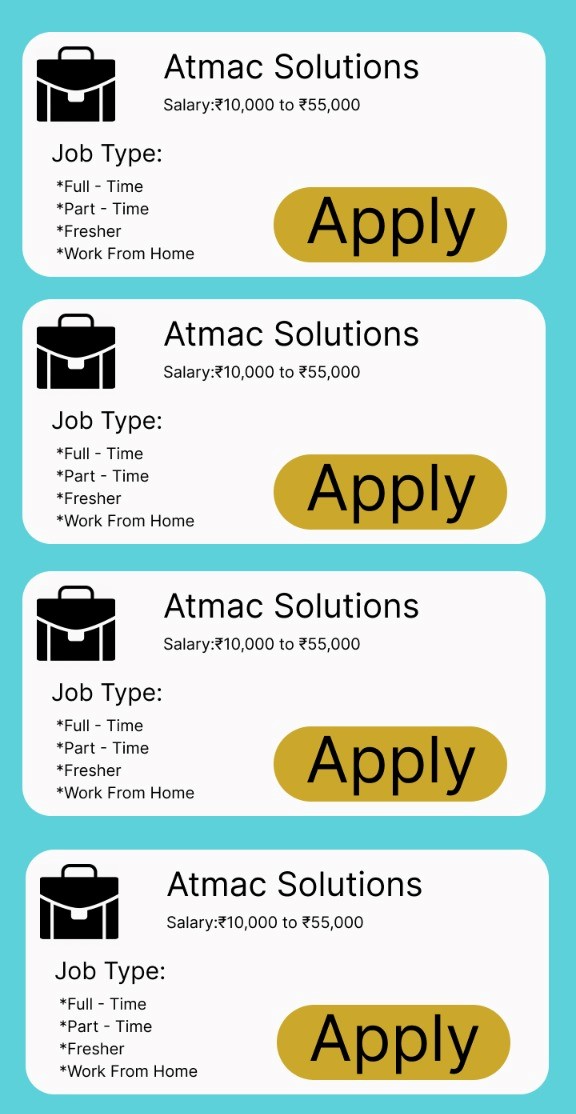 Atmac Solutions
Salary:₹10,000 to ₹55,000
Job Type:
*Full - Time
*Part - Time
*Fresher
*Work From Home
Apply
Atmac Solutions
Salary:₹10,000 to ₹55,000
Job Type:
*Full - Time
*Part - Time
*Fresher
*Work From Home
Apply
Atmac Solutions
Salary:₹10,000 to ₹55,000
Job Type:
*Full - Time
*Part - Time
*Fresher
*Work From Home
Apply
Atmac Solutions
Salary:₹10,000 to ₹55,000
Job Type:
*Full - Time
*Part - Time
*Fresher
*Work From Home
Apply